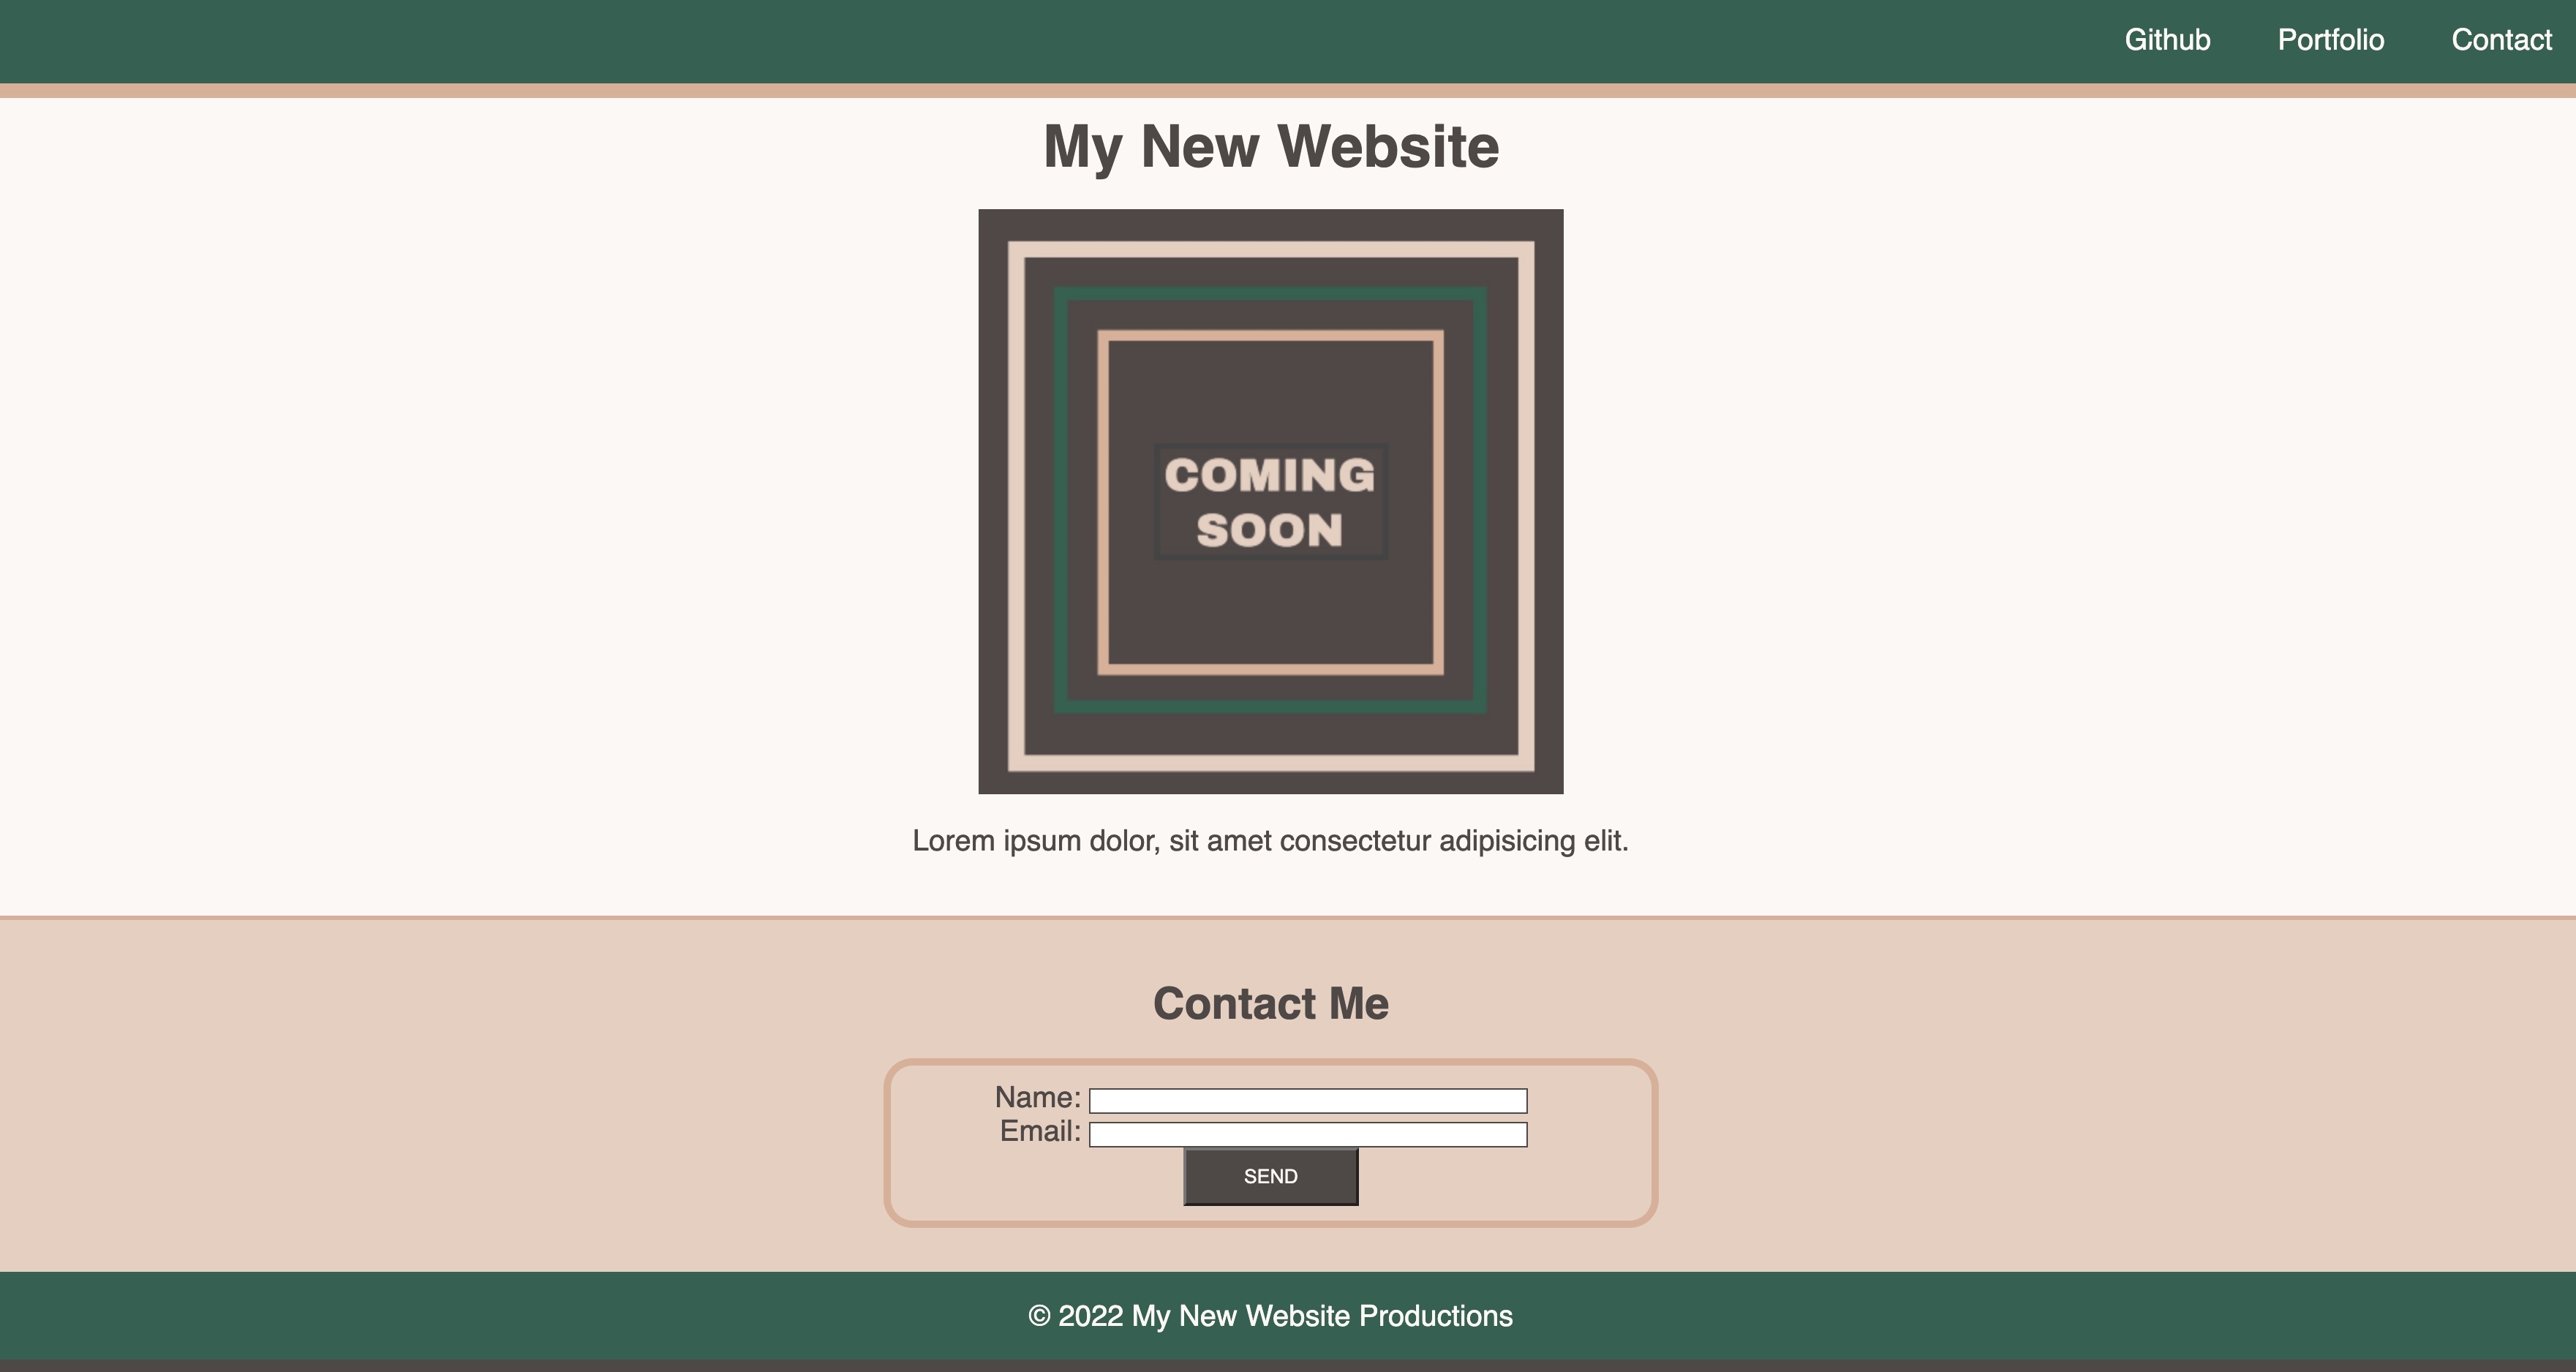 Github Portfolio Contact
My New Website
COMING
SOON
Lorem ipsum dolor, sit amet consectetur adipisicing elit.
Contact Me
Name:
Email:
SEND
© 2022 My New Website Productions